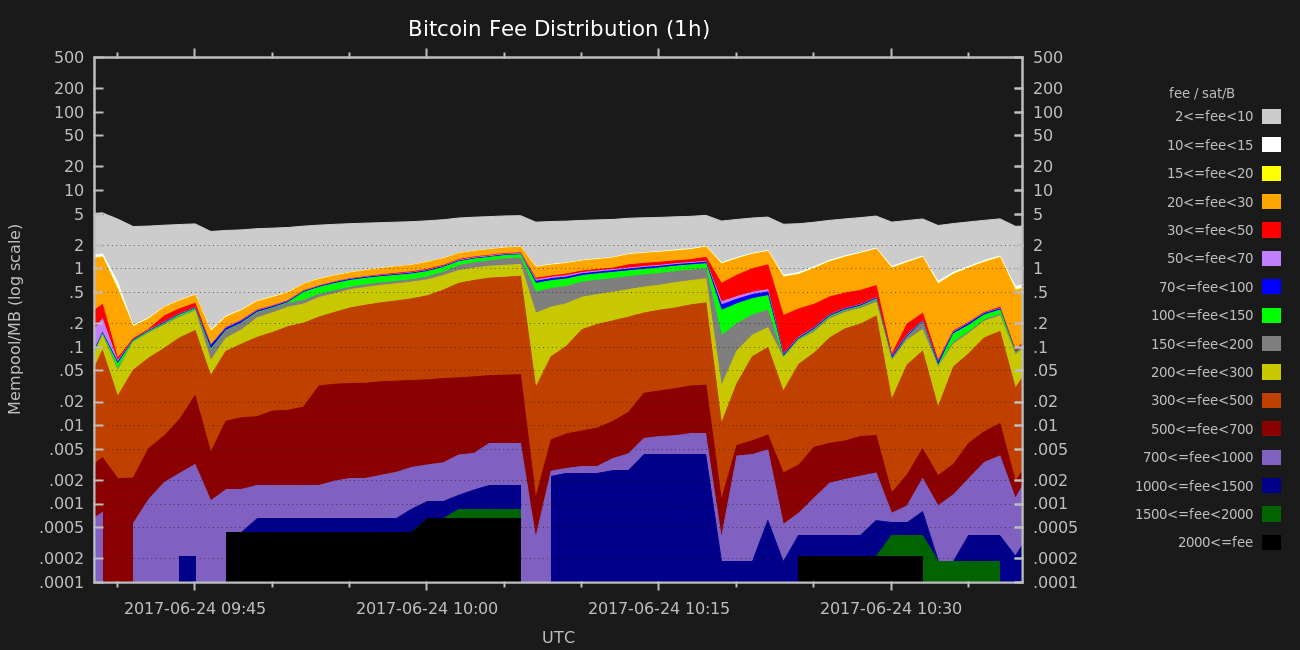 Bitcoin Fee Distribution (1h)
Mempool/MB (log scale)
500
200
100
50
20
10
5
2
1
.5
.2
.1
.05
.02
.01
.005
.002
.001
.0005
.0002
.0001
500
200
100
50
20
10
5
2
1
.5
.2
.1
.05
.02
.01
.005
.002
.001
.0005
.0002
.0001
2017-06-24 09:45
2017-06-24 10:00
2017-06-24 10:15
2017-06-24 10:30
UTC
fee / sat/B
2<=fee<10
10<=fee<15
15<=fee<20
20<=fee<30
30<=fee<50
50<=fee<70
70<=fee<100
100<=fee<150
150<=fee<200
200<=fee<300
300<=fee<500
500<=fee<700
700<=fee<1000
1000<=fee<1500
1500<=fee<2000
2000<=fee